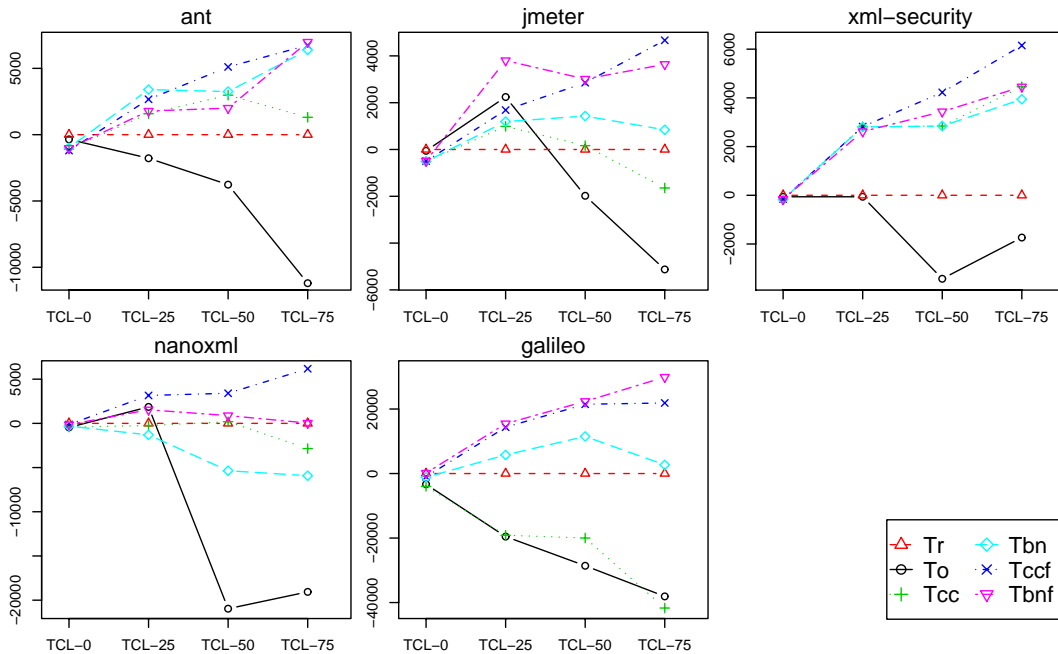 ant
5000
0
−5000
−10000
TCL−0 TCL−25 TCL−50 TCL−75
jmeter
4000
2000
0
−2000
−6000
TCL−0 TCL−25 TCL−50 TCL−75
xml−security
6000
4000
2000
0
−2000
TCL−0 TCL−25 TCL−50 TCL−75
nanoxml
5000
0
−10000
−20000
TCL−0 TCL−25 TCL−50 TCL−75
galileo
20000
0
−20000
−40000
TCL−0 TCL−25 TCL−50 TCL−75
Tr Tbn
To Tccf
Tcc Tbnf